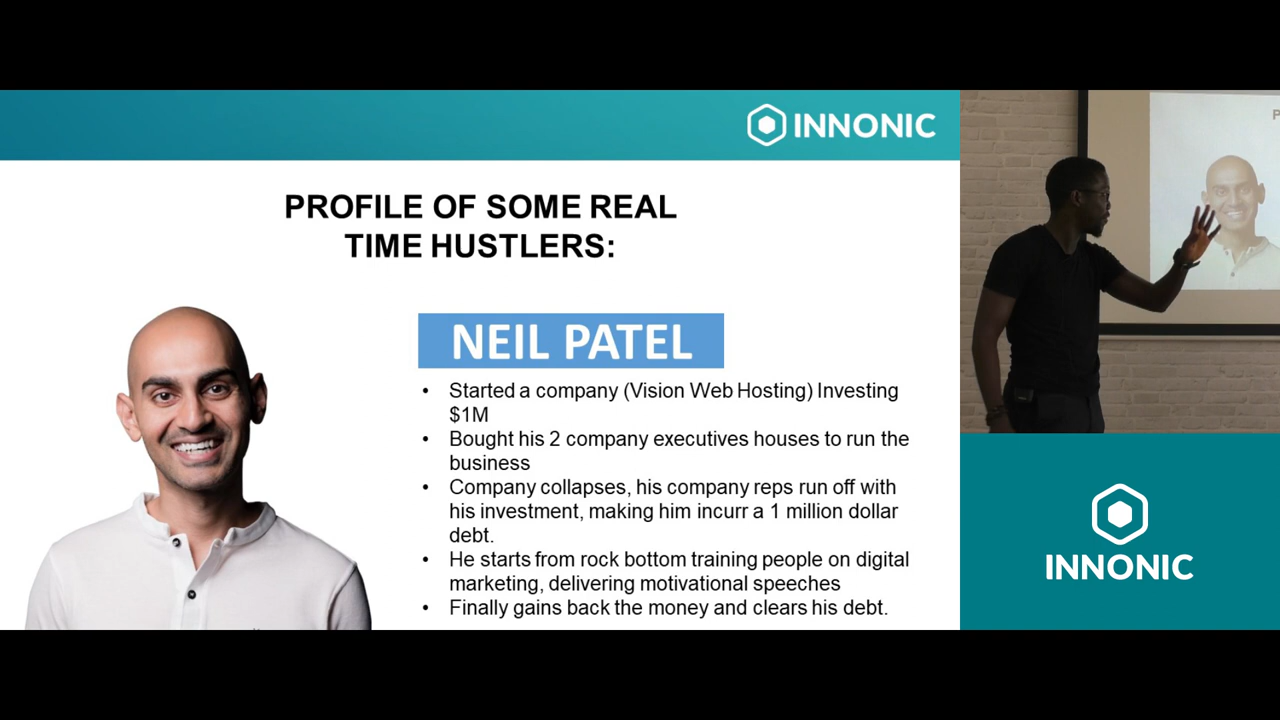 INNONIC
PROFILE OF SOME REAL
TIME HUSTLERS:
NEIL PATEL
• Started a company (Vision Web Hosting) Investing
$1M
• Bought his 2 company executives houses to run the
business
• Company collapses, his company reps run off with
his investment, making him incurr a 1 million dollar
debt.
• He starts from rock bottom training people on digital
marketing, delivering motivational speeches
• Finally gains back the money and clears his debt.
P
INNONIC